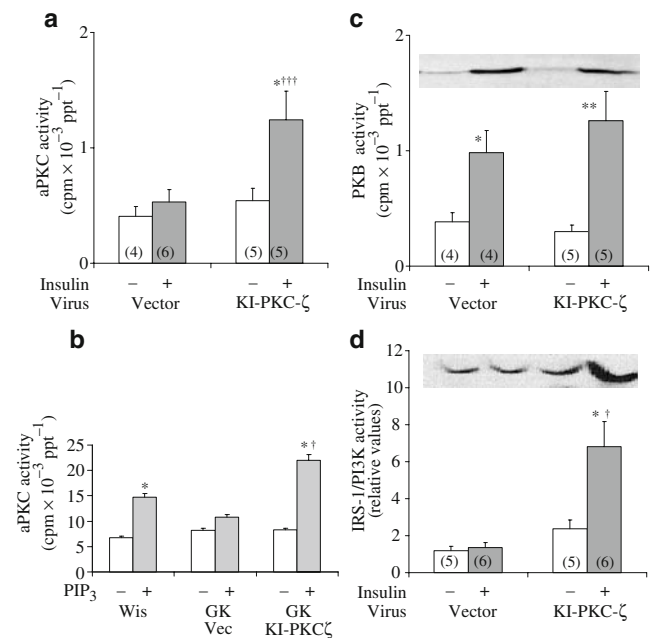 a
aPKC activity
(cpm × 10⁻³ ppt⁻¹)
2
1
0
*†††
(4) (6) (5) (5)
Insulin − + − +
Virus Vector KI-PKC-ζ
b
aPKC activity
(cpm × 10⁻³ ppt⁻¹)
25
20
15
10
5
0
* * †
PIP₃ − + − + − +
Wis GK GK
Vec KI-PKCζ
c
PKB activity
(cpm × 10⁻³ ppt⁻¹)
2
1
0
* **
(4) (4) (5) (5)
Insulin − + − +
Virus Vector KI-PKC-ζ
d
IRS-1/PI3K activity
(relative values)
12
10
8
6
4
2
0
* †
(5) (6) (5) (6)
Insulin − + − +
Virus Vector KI-PKC-ζ